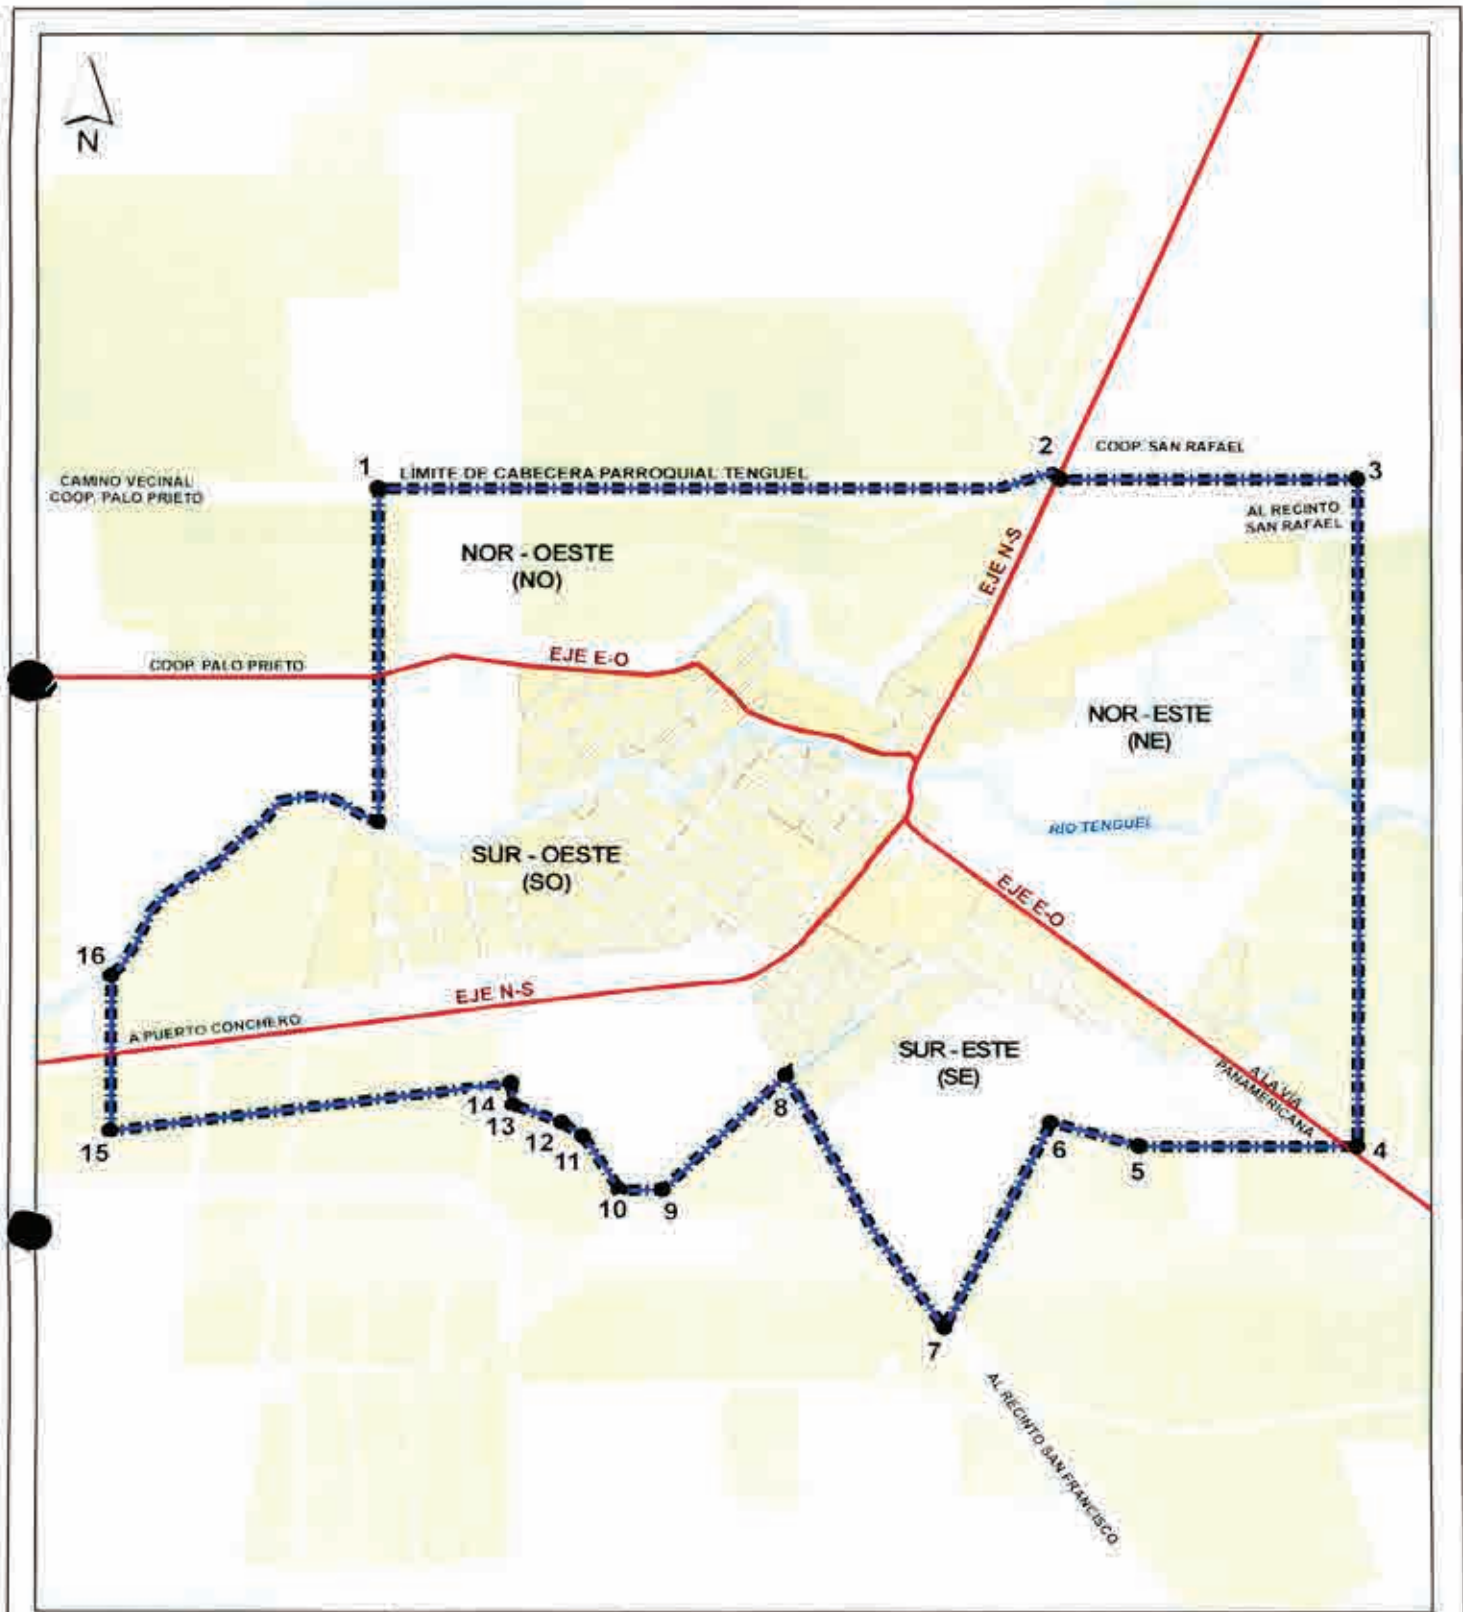 N
2
COOP. SAN RAFAEL
1
LÍMITE DE CABECERA PARROQUIAL TENGUEL
3
CAMINO VECINAL
COOP. PALO PRIETO
AL RECINTO
SAN RAFAEL
NOR - OESTE
(NO)
EJE N-S
COOP. PALO PRIETO
EJE E-O
NOR - ESTE
(NE)
RIO TENGUEL
SUR - OESTE
(SO)
EJE E-O
16
EJE N-S
A PUERTO CONCHERO
SUR - ESTE
(SE)
A LA VIA
PANAMERICANA
14
13
12
11
8
6
5
4
15
10
9
7
AL RECINTO SAN FRANCISCO